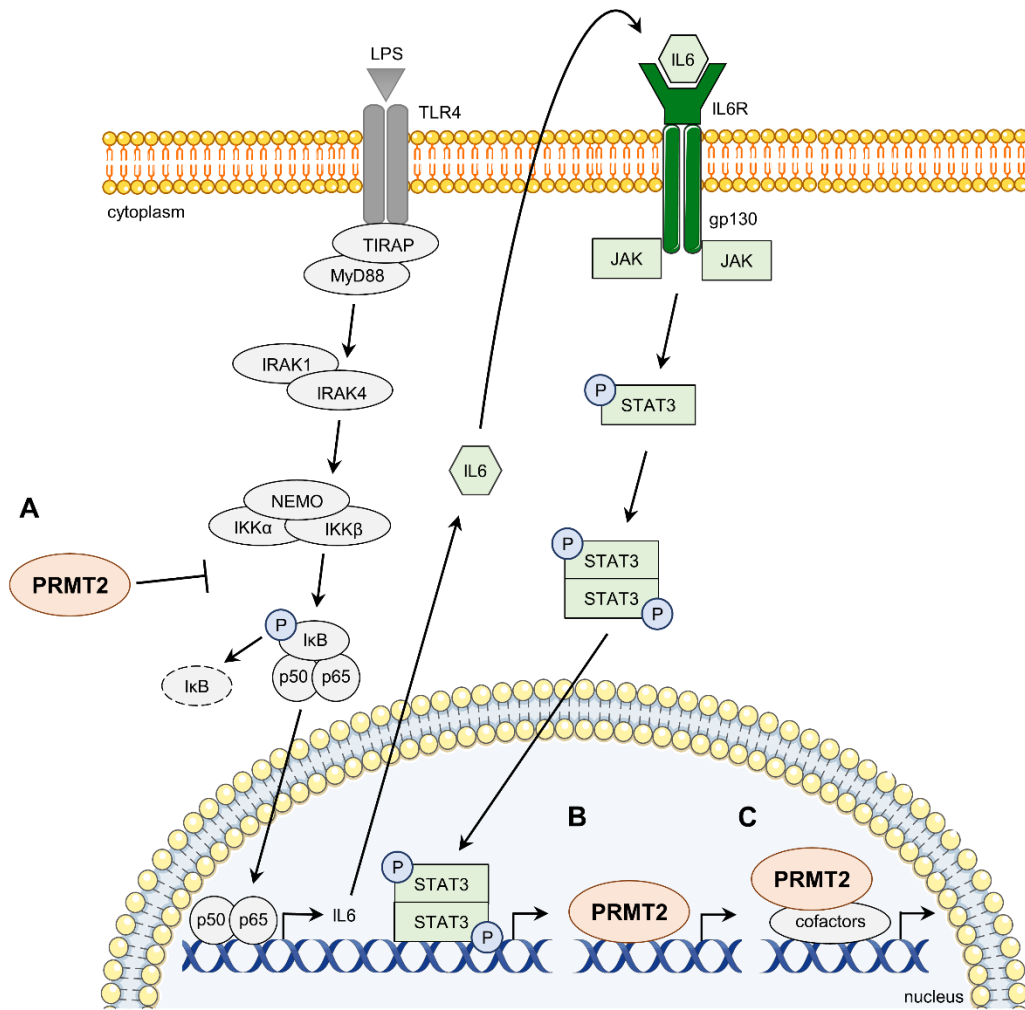 LPS
TLR4
IL6
IL6R
cytoplasm
gp130
TIRAP
MyD88
JAK
JAK
IRAK1
IRAK4
P
STAT3
IL6
A
NEMO
IKKα
IKKβ
PRMT2
P
STAT3
STAT3
P
P
IκB
p50
p65
IκB
B
C
P
STAT3
STAT3
P
p50
p65
IL6
PRMT2
PRMT2
cofactors
nucleus